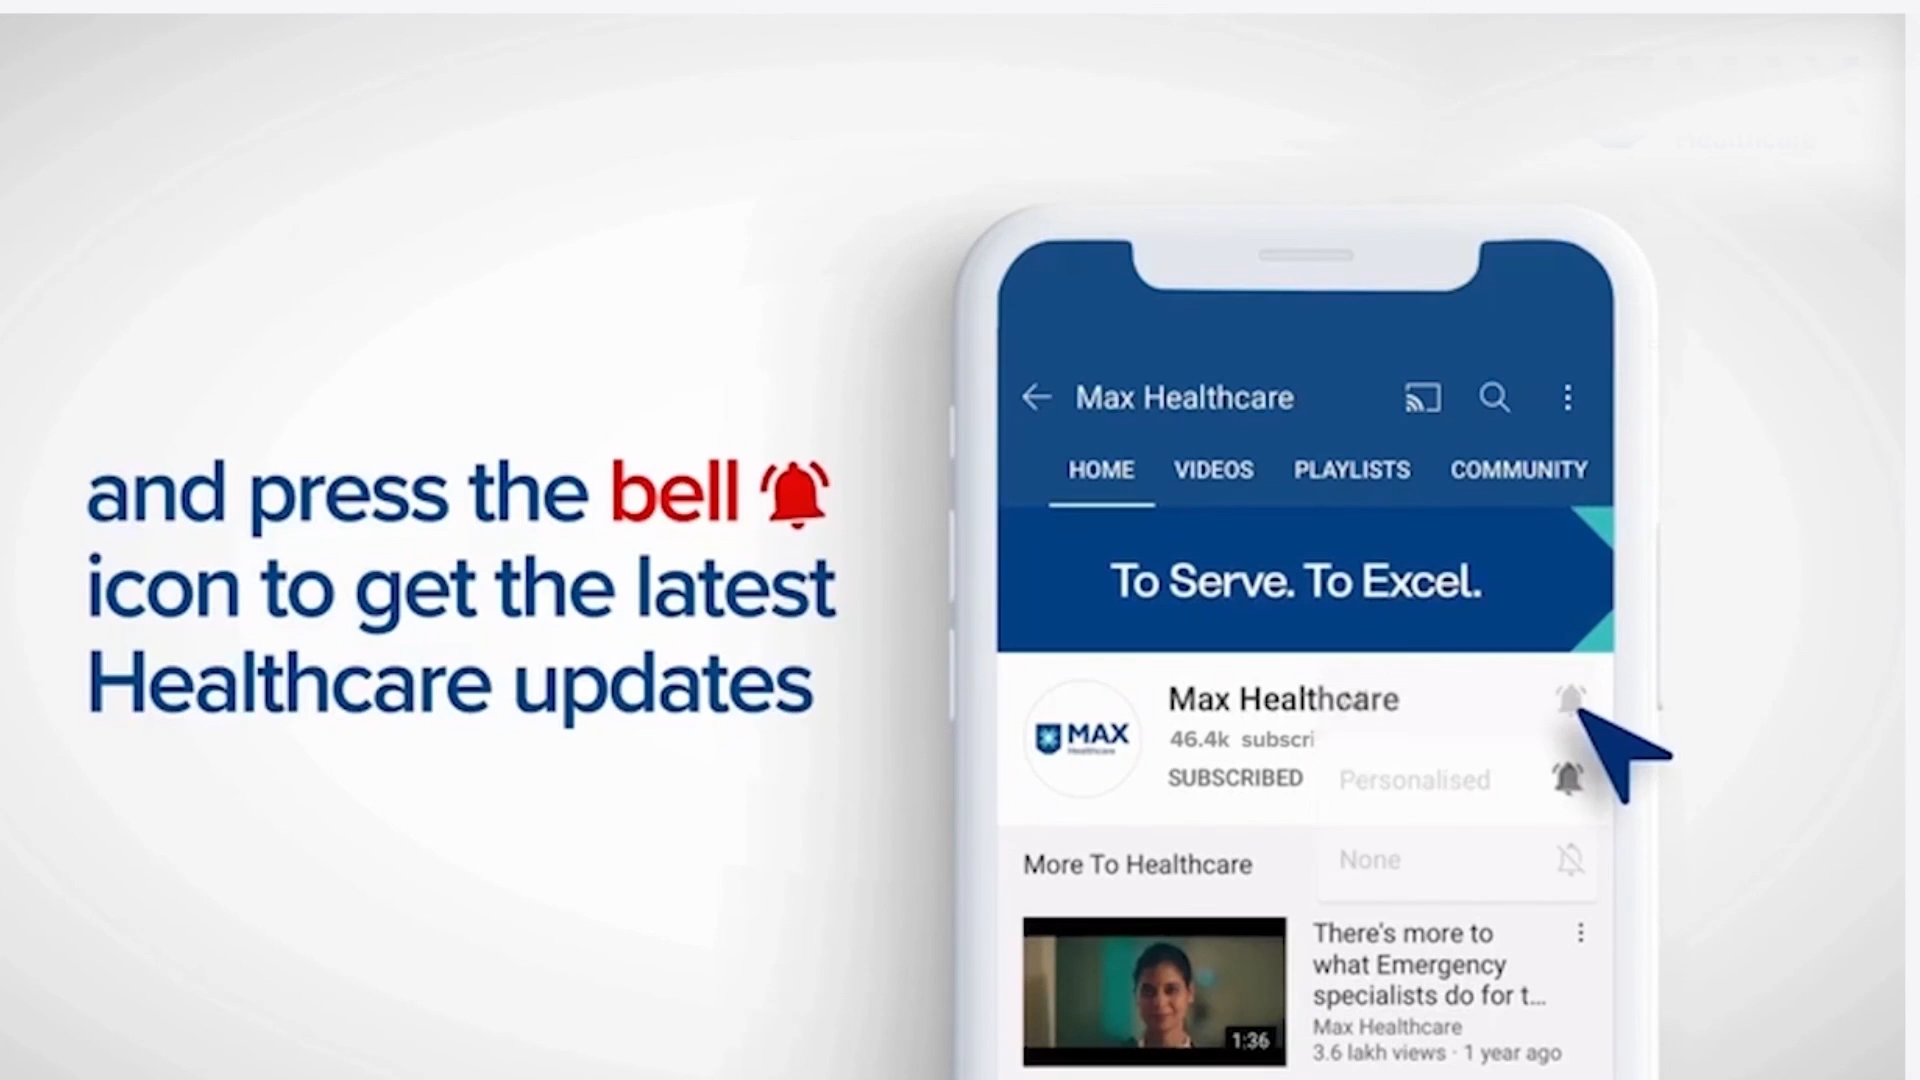 and press the bell
icon to get the latest
Healthcare updates
Max Healthcare
HOME VIDEOS PLAYLISTS COMMUNITY
To Serve. To Excel.
MAX
Healthcare
Max Healthcare
46.4k subscri
SUBSCRIBED
Personalised
None
More To Healthcare
1:36
There's more to
what Emergency
specialists do for t...
Max Healthcare
3.6 lakh views · 1 year ago